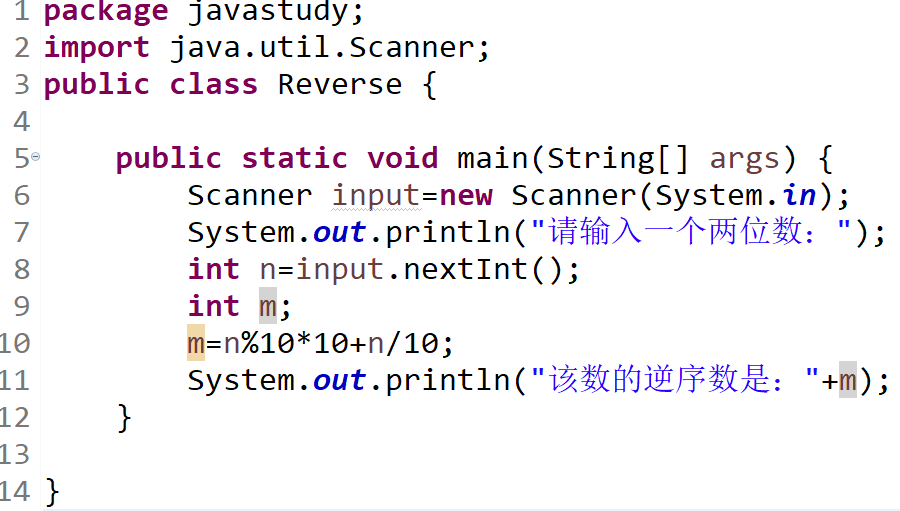 1 package javastudy;
2 import java.util.Scanner;
3 public class Reverse {
4
5 public static void main(String[] args) {
6 Scanner input=new Scanner(System.in);
7 System.out.println("请输入一个两位数：");
8 int n=input.nextInt();
9 int m;
10 m=n%10*10+n/10;
11 System.out.println("该数的逆序数是："+m);
12 }
13
14 }